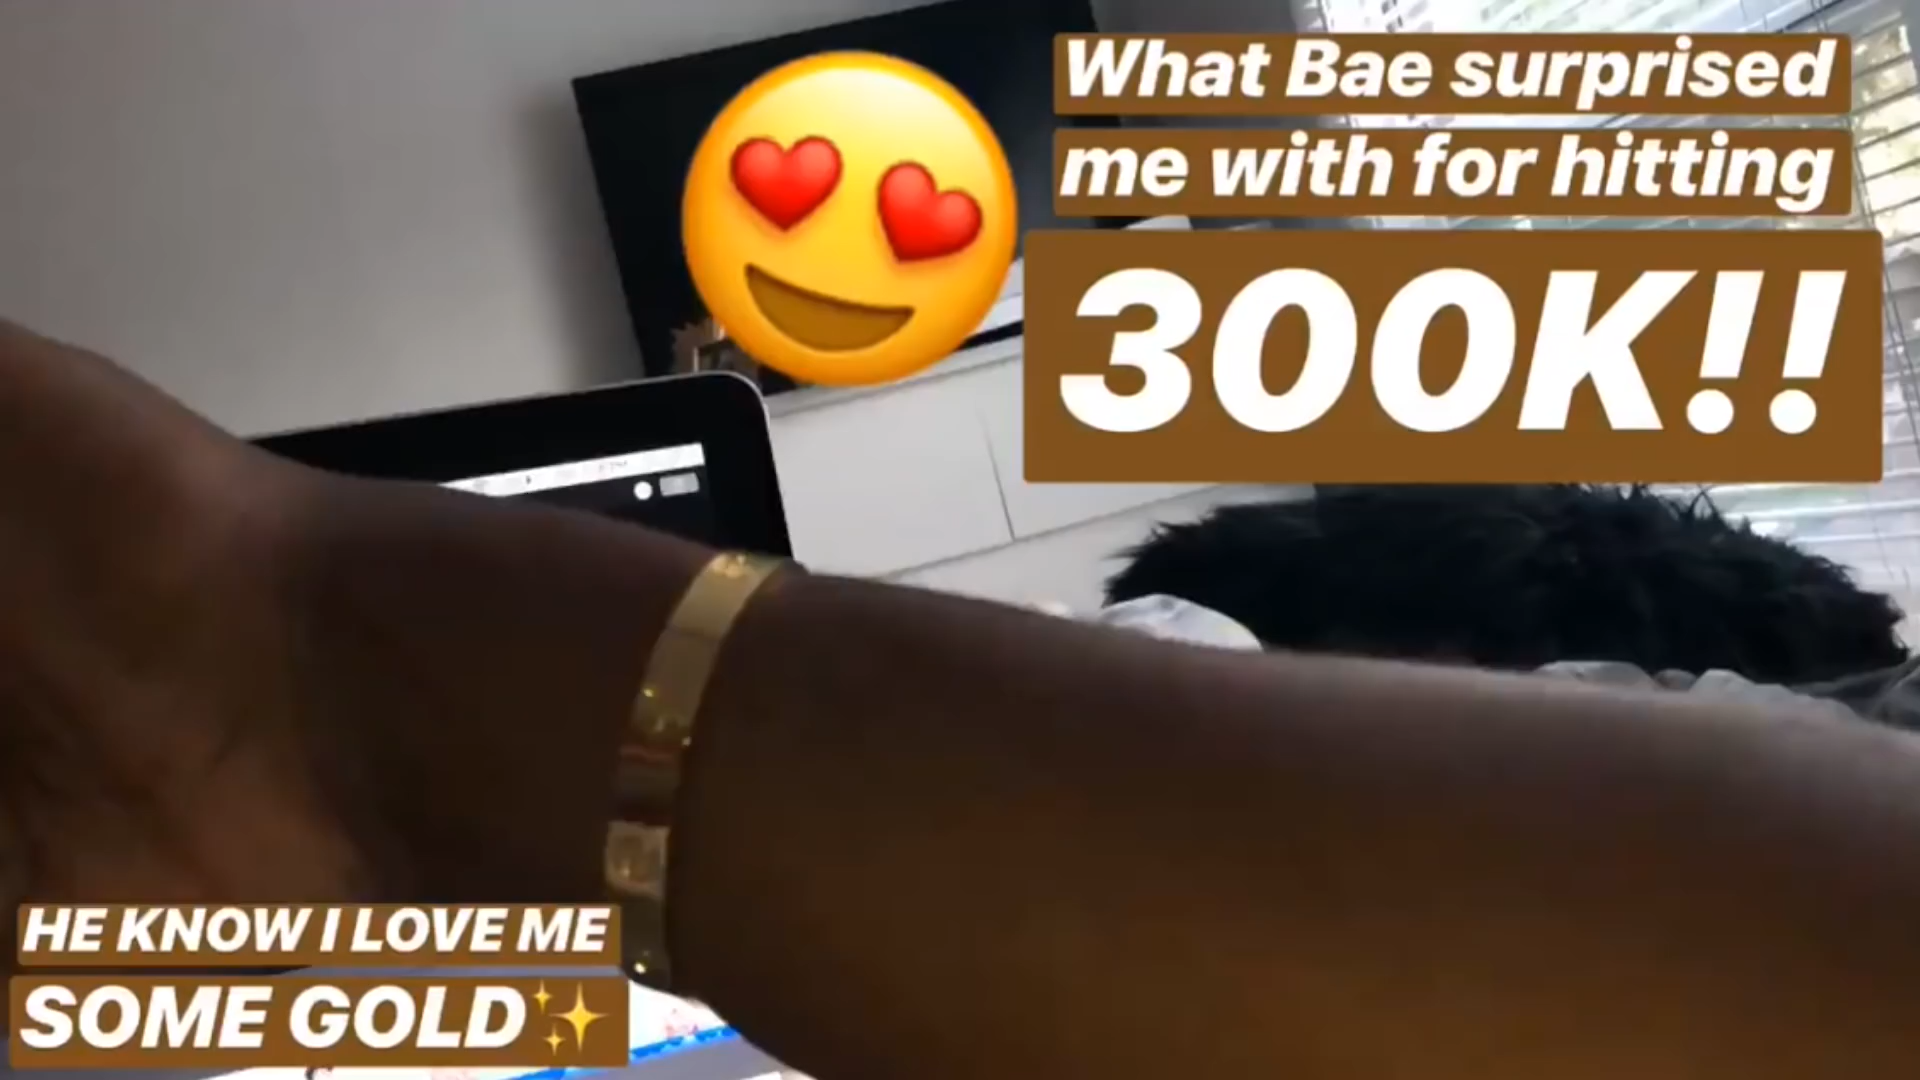 What Bae surprised
me with for hitting
300K!!
HE KNOW I LOVE ME
SOME GOLD✨